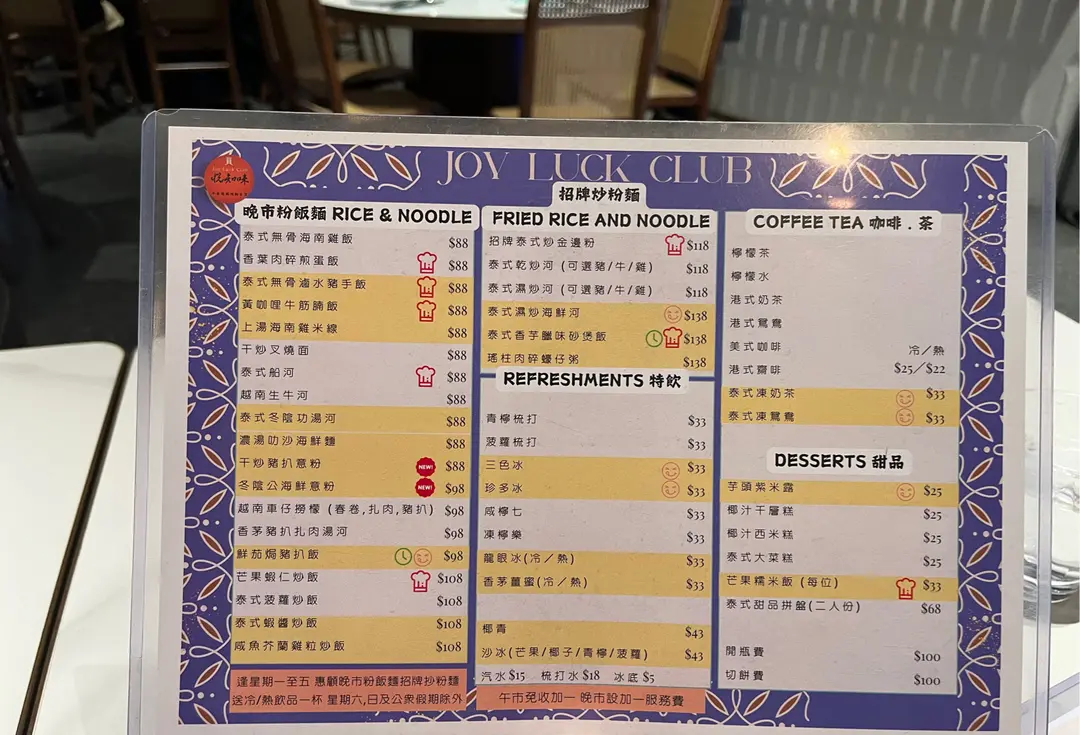 JOY LUCK CLUB
悅和味
晚市粉飯麵 RICE & NOODLE
泰式無骨海南雞飯 $88
香葉肉碎煎蛋飯 $88
泰式無骨滷水豬手飯 $88
黃咖哩牛筋腩飯 $88
上湯海南雞米線 $88
干炒叉燒面 $88
泰式船河 $88
越南生牛河 $88
泰式冬陰功湯河 $88
濃湯叻沙海鮮麵 $88
干炒豬扒意粉 NEW! $88
冬陰公海鮮意粉 NEW! $98
越南車仔撈檬 (春卷,扎肉,豬扒) $98
香茅豬扒扎肉湯河 $98
鮮茄焗豬扒飯 $98
芒果蝦仁炒飯 $108
泰式菠蘿炒飯 $108
泰式蝦醬炒飯 $108
咸魚芥蘭雞粒炒飯 $108
逢星期一至五 惠顧晚市粉飯麵招牌抄粉麵
送冷/熱飲品一杯 星期六,日及公衆假期除外
招牌炒粉麵
FRIED RICE AND NOODLE
招牌泰式炒金邊粉 $118
泰式乾炒河 (可選豬/牛/雞) $118
泰式濕炒河 (可選豬/牛/雞) $118
泰式濕炒海鮮河 $138
泰式香芋臘味砂煲飯 $138
瑤柱肉碎蠔仔粥 $138
REFRESHMENTS 特飲
青檸梳打 $33
菠蘿梳打 $33
三色冰 $33
珍多冰 $33
咸檸七 $33
凍檸樂 $33
龍眼冰(冷/熱) $33
香茅薑蜜(冷/熱) $33
椰青 $43
沙冰(芒果/椰子/青檸/菠蘿) $43
汽水 $15 梳打水 $18 冰底 $5
午市免收加一 晚市設加一服務費
COFFEE TEA 咖啡．茶
檸檬茶
檸檬水
港式奶茶
港式鴛鴦
美式咖啡 冷/熱
港式齋啡 $25/$22
泰式凍奶茶 $33
泰式凍鴛鴦 $33
DESSERTS 甜品
芋頭紫米露 $25
椰汁千層糕 $25
椰汁西米糕 $25
泰式大菜糕 $25
芒果糯米飯 (每位) $33
泰式甜品拼盤(二人份) $68
開瓶費 $100
切餅費 $100